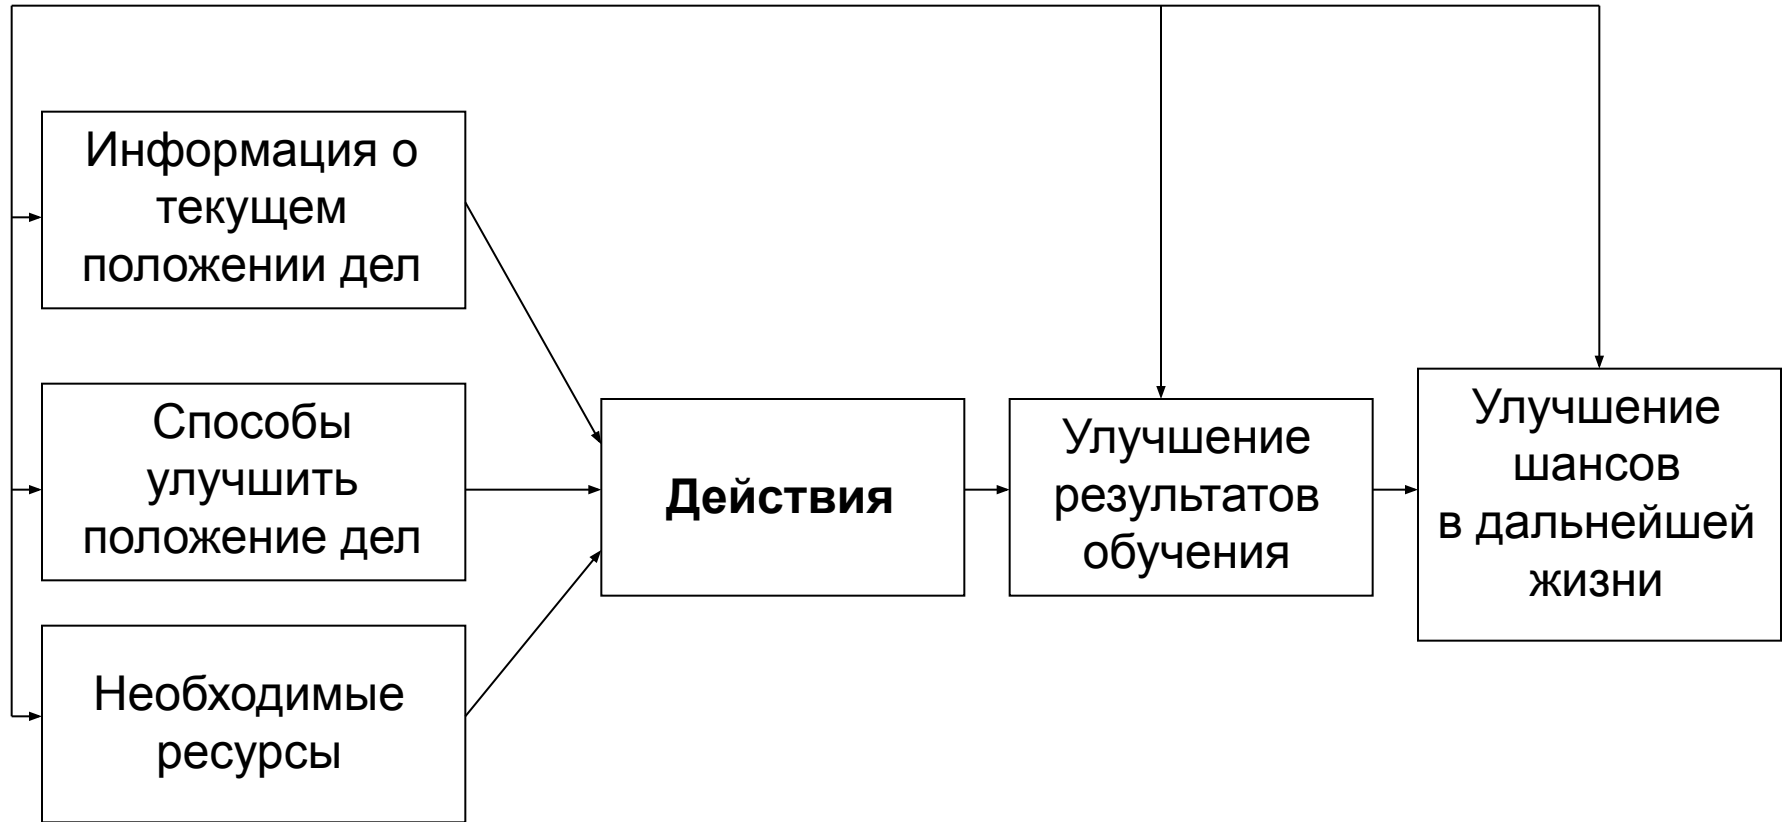 Информация о
текущем
положении дел
Способы
улучшить
положение дел
Необходимые
ресурсы
Действия
Улучшение
результатов
обучения
Улучшение
шансов
в дальнейшей
жизни